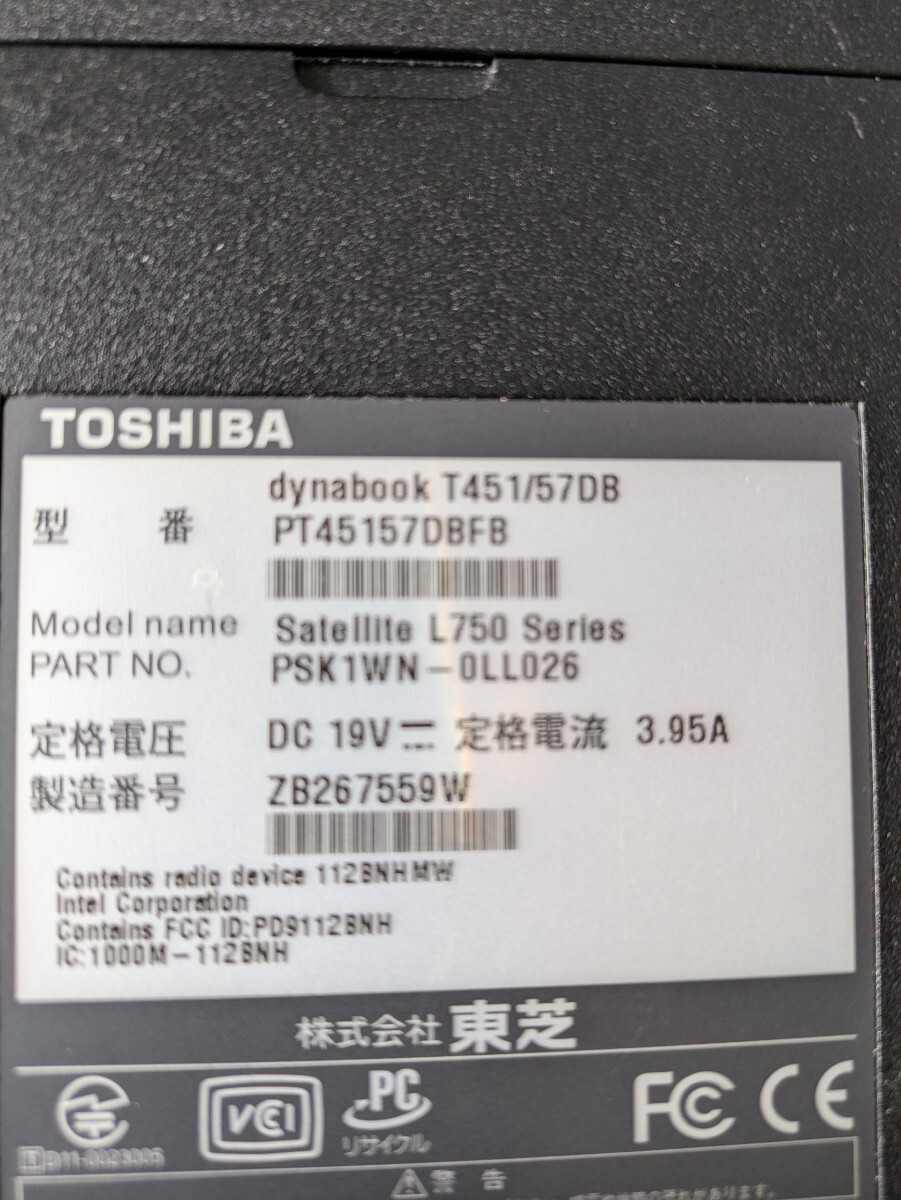 TOSHIBA
dynabook T451/57DB
型 番 PT45157DBFB
Model name Satellite L750 Series
PART NO. PSK1WN-0LL026
定格電圧 DC 19V 定格電流 3.95A
製造番号 ZB267559W
Contains radio device 112BNHMW
Intel Corporation
Contains FCC ID:PD9112BNH
IC:1000M-112BNH
株式会社 東芝
VCCI PC FC CE
リサイクル
警 告